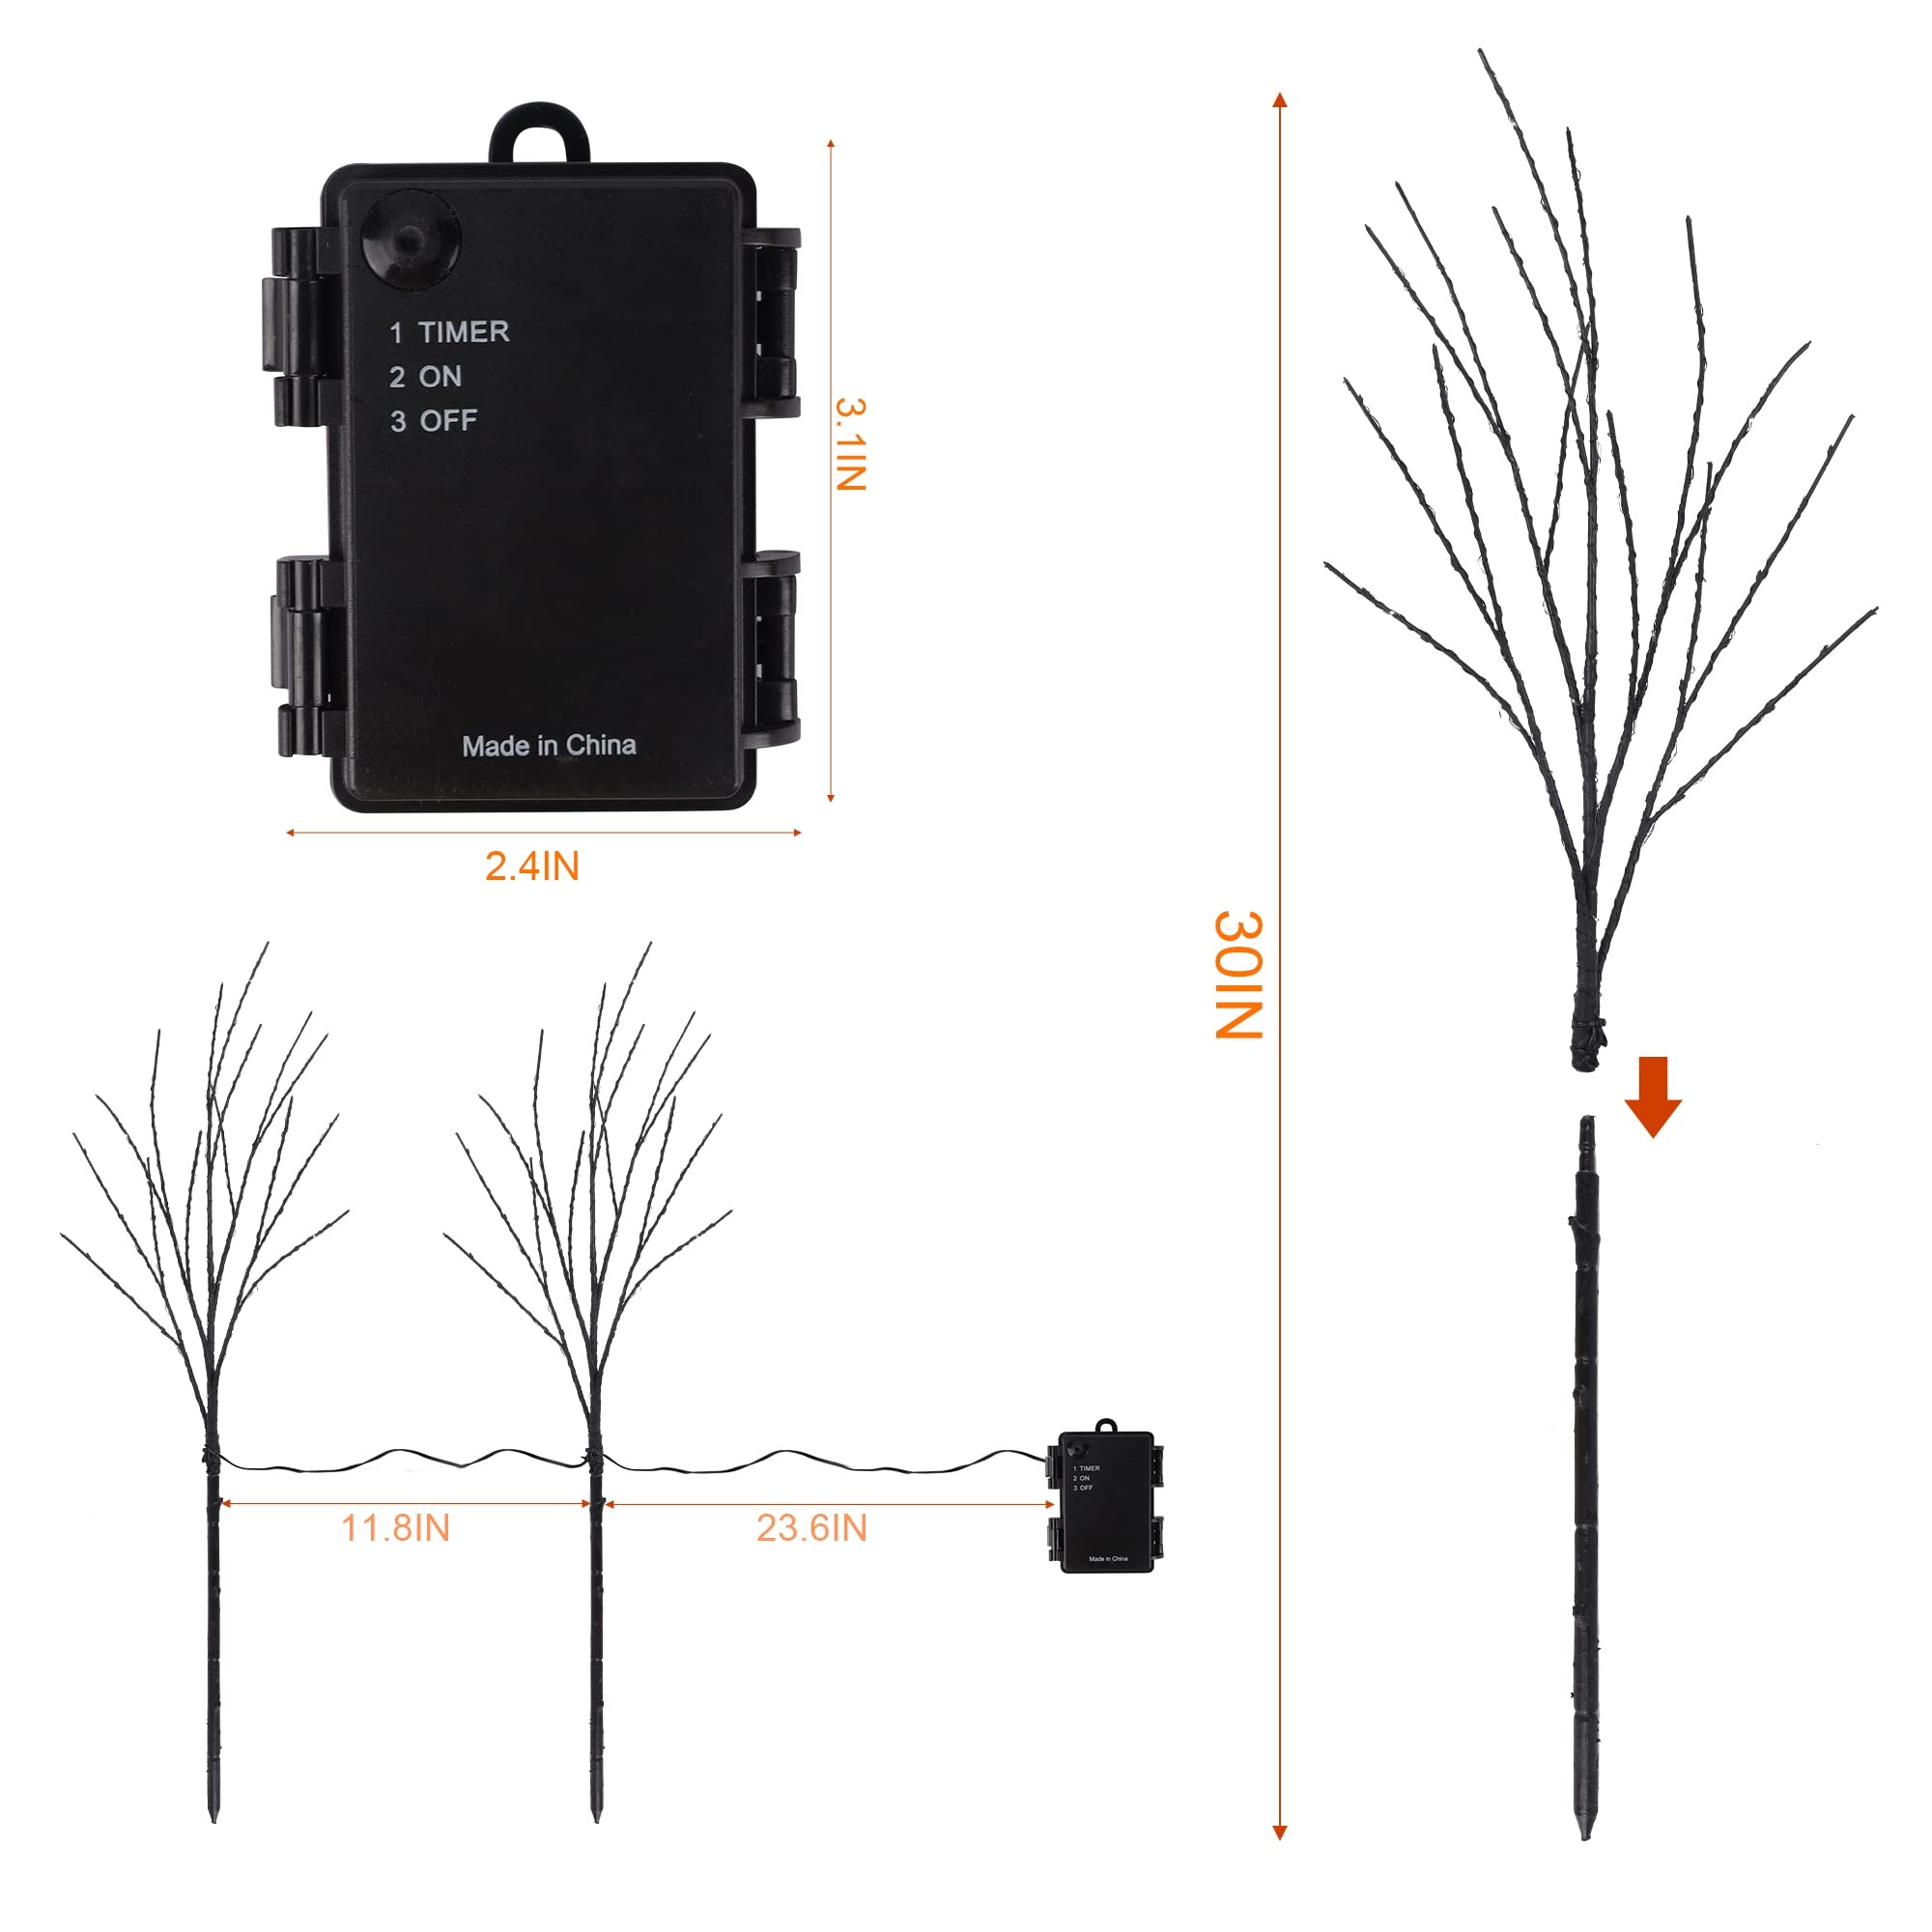 1 TIMER
2 ON
3 OFF
Made in China
3.1IN
2.4IN
30IN
11.8IN
23.6IN
1 TIMER
2 ON
3 OFF
Made in China